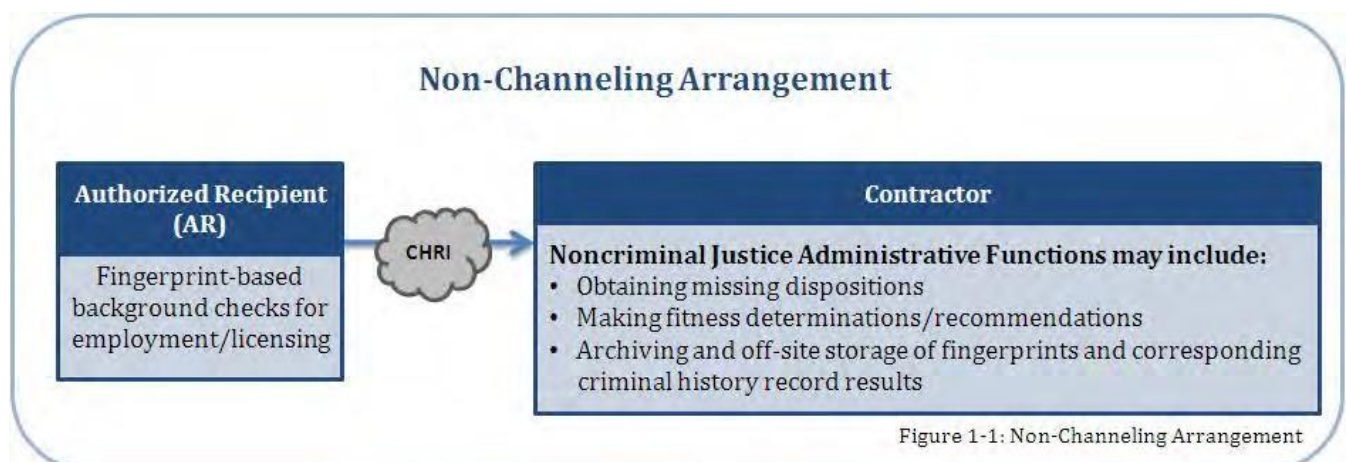 Non-Channeling Arrangement
Authorized Recipient
(AR)
Fingerprint-based
background checks for
employment/licensing
CHRI
Contractor
Noncriminal Justice Administrative Functions may include:
• Obtaining missing dispositions
• Making fitness determinations/recommendations
• Archiving and off-site storage of fingerprints and corresponding
criminal history record results
Figure 1-1: Non-Channeling Arrangement